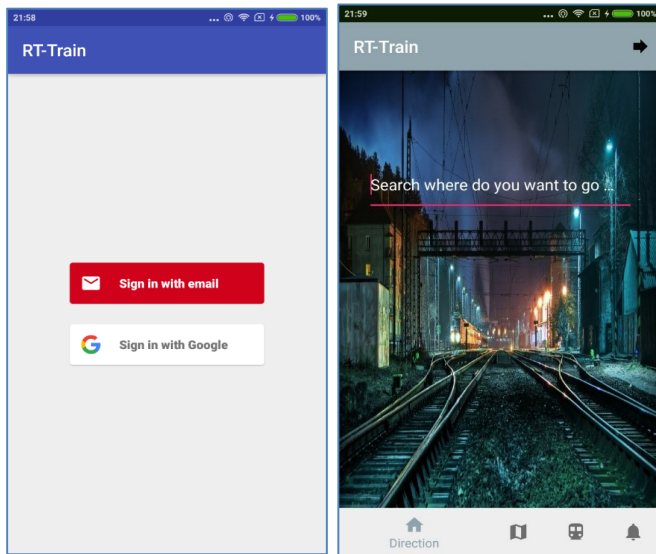 21:58
... 100%
RT-Train
Sign in with email
Sign in with Google
21:59
... 100%
RT-Train
Search where do you want to go ...
Direction